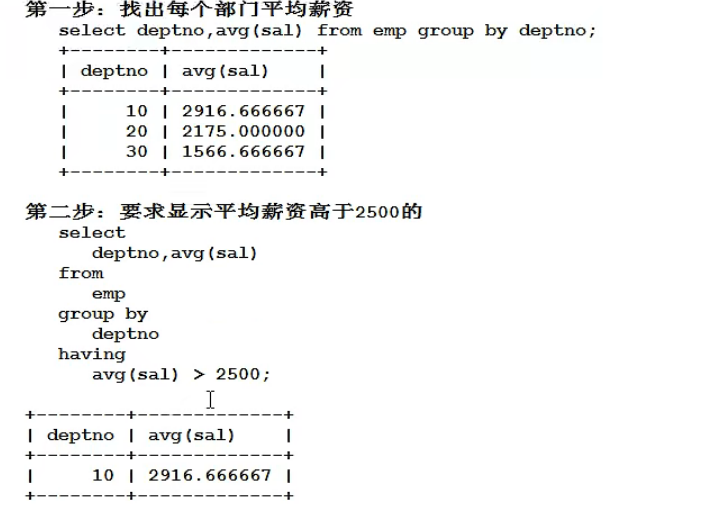 第一步：找出每个部门平均薪资
select deptno,avg(sal) from emp group by deptno;
+--------+-------------+
| deptno | avg(sal)    |
+--------+-------------+
|     10 | 2916.666667 |
|     20 | 2175.000000 |
|     30 | 1566.666667 |
+--------+-------------+
第二步：要求显示平均薪资高于2500的
select
deptno,avg(sal)
from
emp
group by
deptno
having
avg(sal) > 2500;
+--------+-------------+
| deptno | avg(sal)    |
+--------+-------------+
|     10 | 2916.666667 |
+--------+-------------+